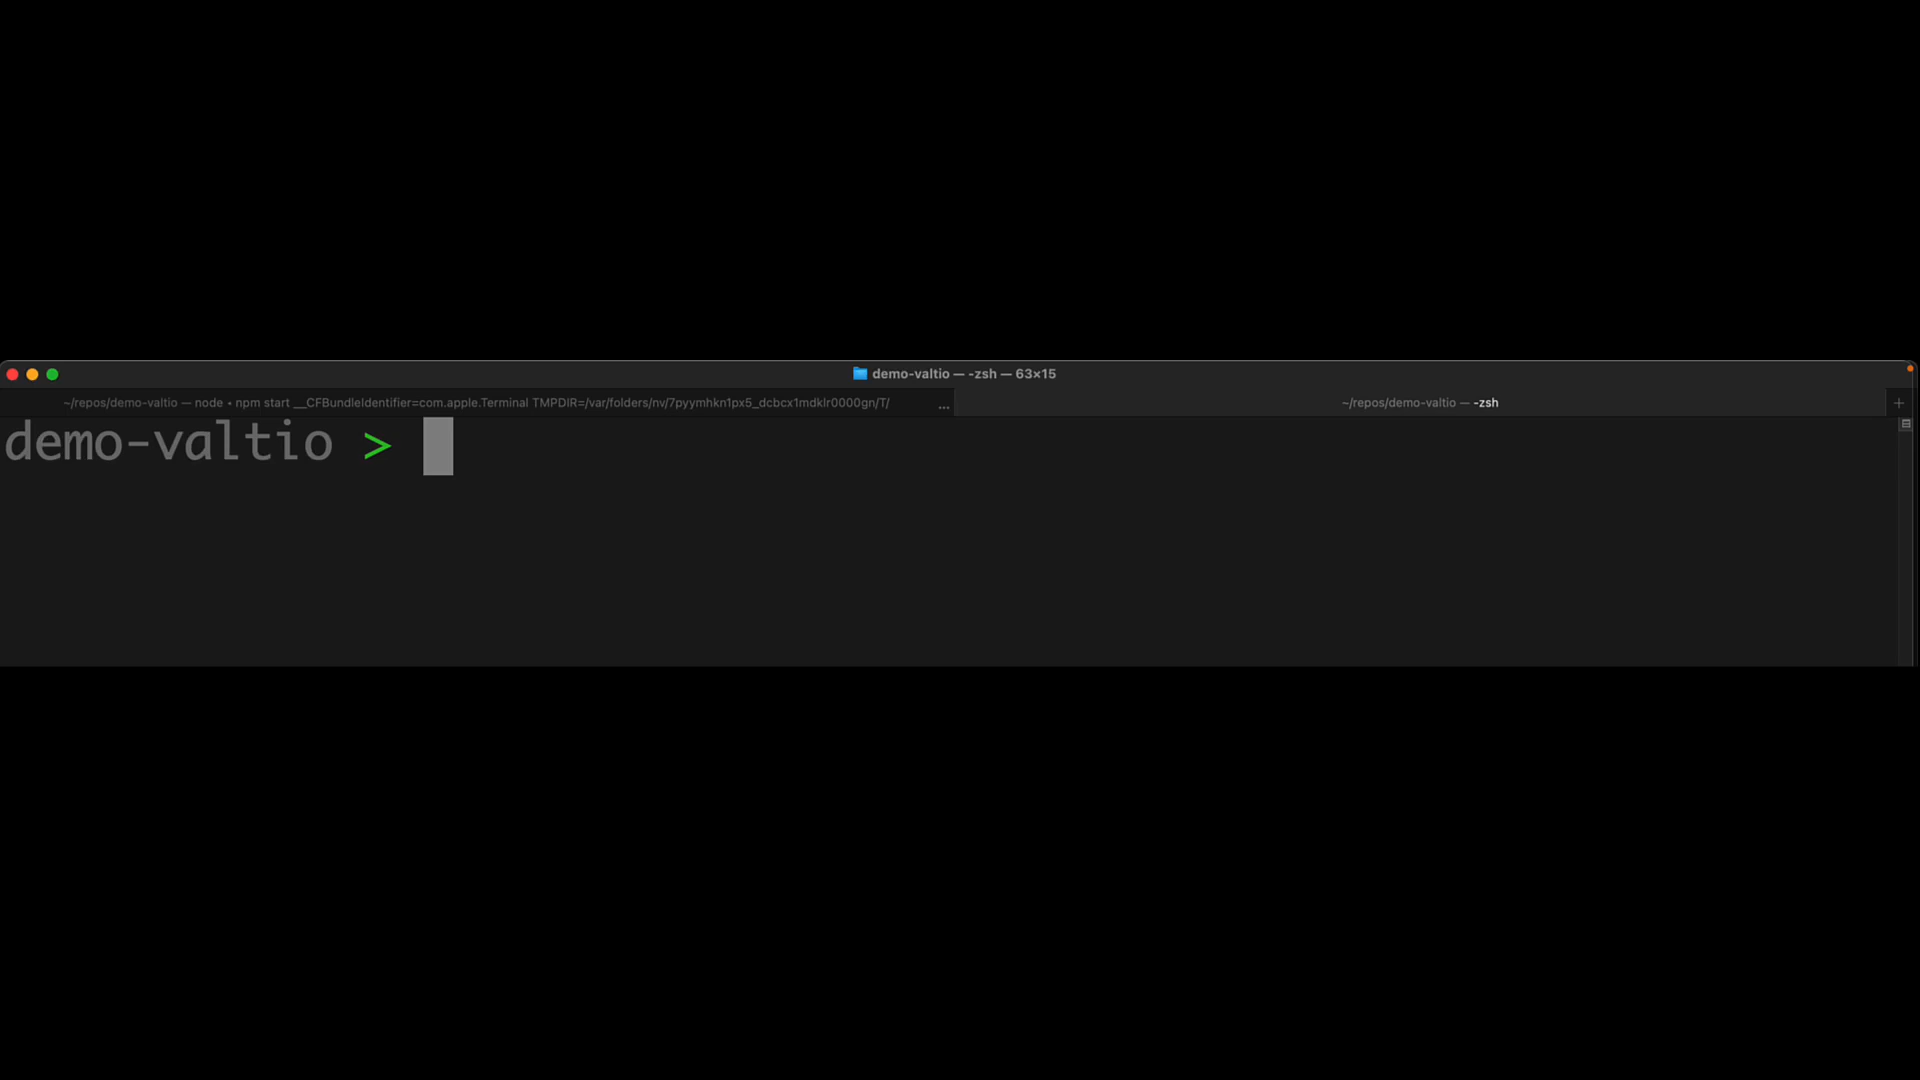 demo-valtio — -zsh — 63×15
~/repos/demo-valtio — node • npm start __CFBundleIdentifier=com.apple.Terminal TMPDIR=/var/folders/nv/7pyymhkn1px5_dcbcx1mdklr0000gn/T/ ...
~/repos/demo-valtio — -zsh +
demo-valtio >